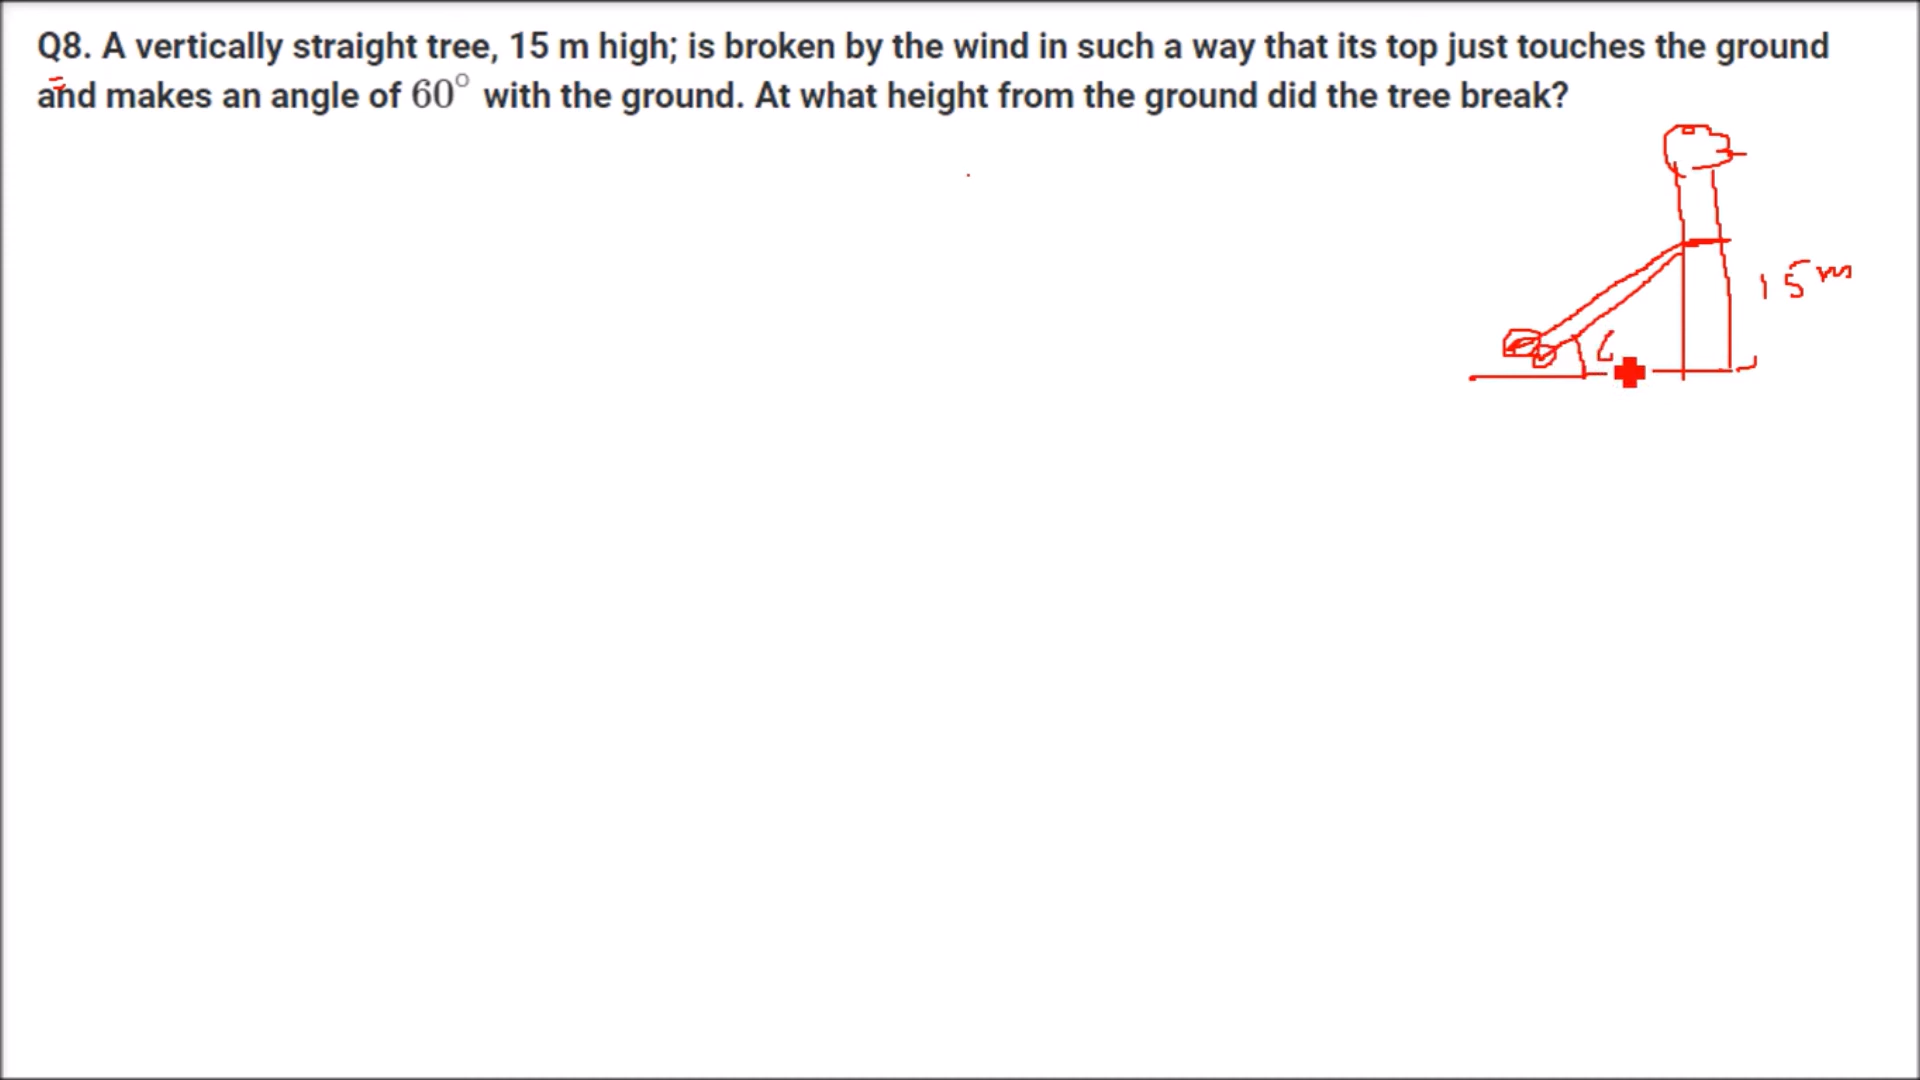 Q8. A vertically straight tree, 15 m high; is broken by the wind in such a way that its top just touches the ground
and makes an angle of 60° with the ground. At what height from the ground did the tree break?
15 m
6